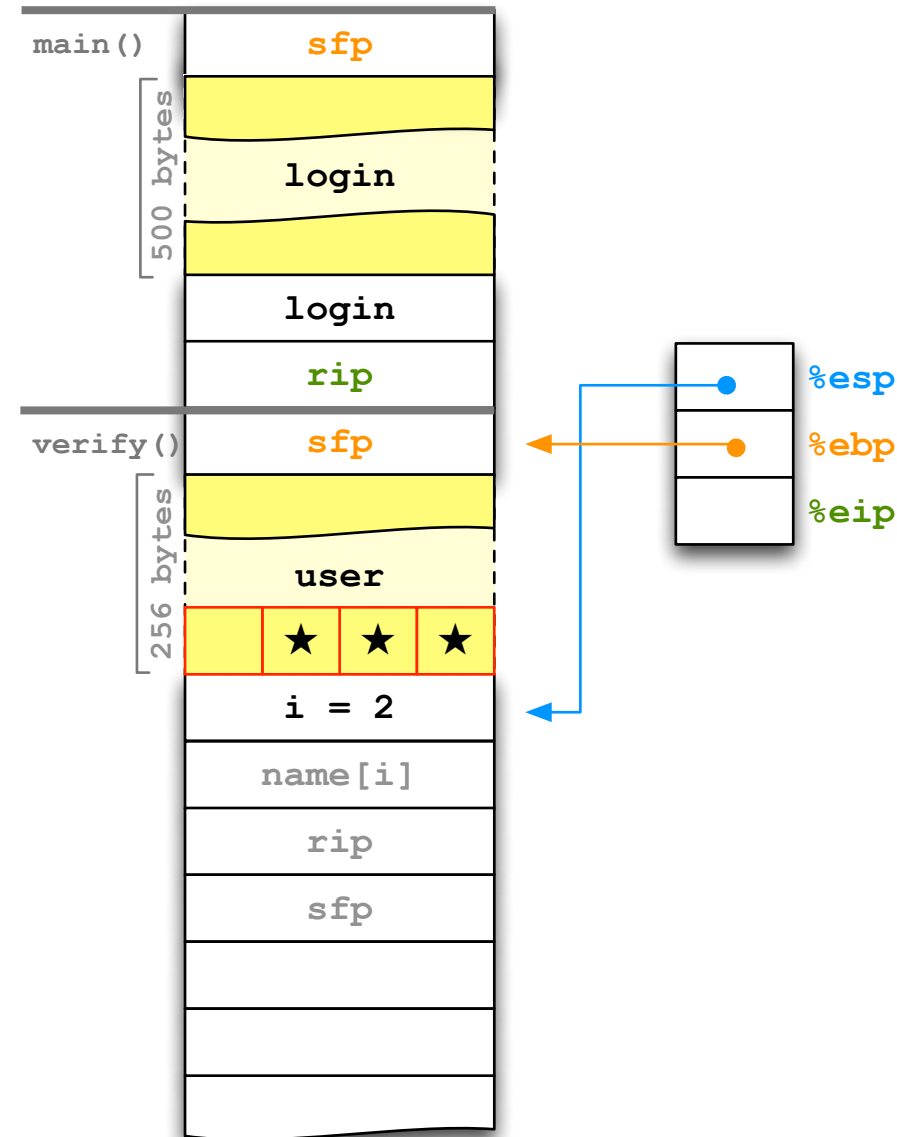 main()
sfp
500 bytes
login
login
rip
%esp
verify()
sfp
%ebp
%eip
256 bytes
user
★ ★ ★
i = 2
name[i]
rip
sfp